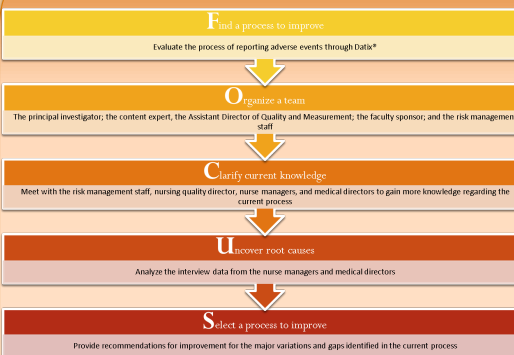 Find a process to improve
Evaluate the process of reporting adverse events through Datix®
Organize a team
The principal investigator; the content expert, the Assistant Director of Quality and Measurement; the faculty sponsor; and the risk managemen
staff
Clarify current knowledge
Meet with the risk management staff, nursing quality director, nurse managers, and medical directors to gain more knowledge regarding the
current process
Uncover root causes
Analyze the interview data from the nurse managers and medical directors
Select a process to improve
Provide recommendations for improvement for the major variations and gaps identified in the current process